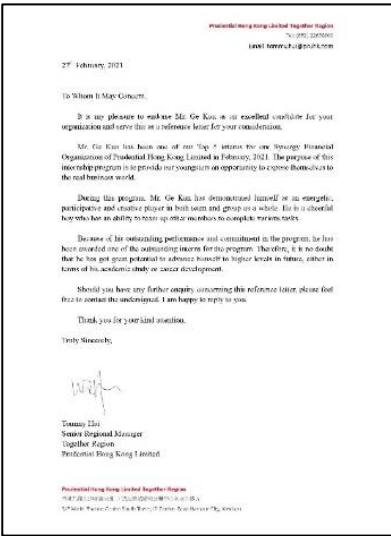 Prudential Hong Kong Limited Together Region
27th February, 2021
To Whom It May Concern,
It is my pleasure to endorse Mr. Ge Kun as an excellent candidate for your
organization and serve this as a reference letter for your consideration.
Mr. Ge Kun has been one of our Top 5 interns for our Synergy Financial
Organization of Prudential Hong Kong Limited in February, 2021. The purpose of this
internship program is to provide our youngsters an opportunity to expose themselves to
the real business world.
During this program, Mr. Ge Kun has demonstrated himself as an energetic,
participative and creative player in both team and group as a whole. He is a cheerful
boy who has an ability to team up other members to complete various tasks.
Because of his outstanding performance and commitment in the program, he has
been awarded one of the outstanding interns for the program. Therefore, it is no doubt
that he has got great potential to advance himself to higher levels in future, either in
terms of his academic study or career development.
Should you have any further enquiry concerning this reference letter, please feel
free to contact the undersigned. I am happy to reply to you.
Thank you for your kind attention.
Truly Sincerely,
Tommy Hui
Senior Regional Manager
Together Region
Prudential Hong Kong Limited
Prudential Hong Kong Limited Together Region